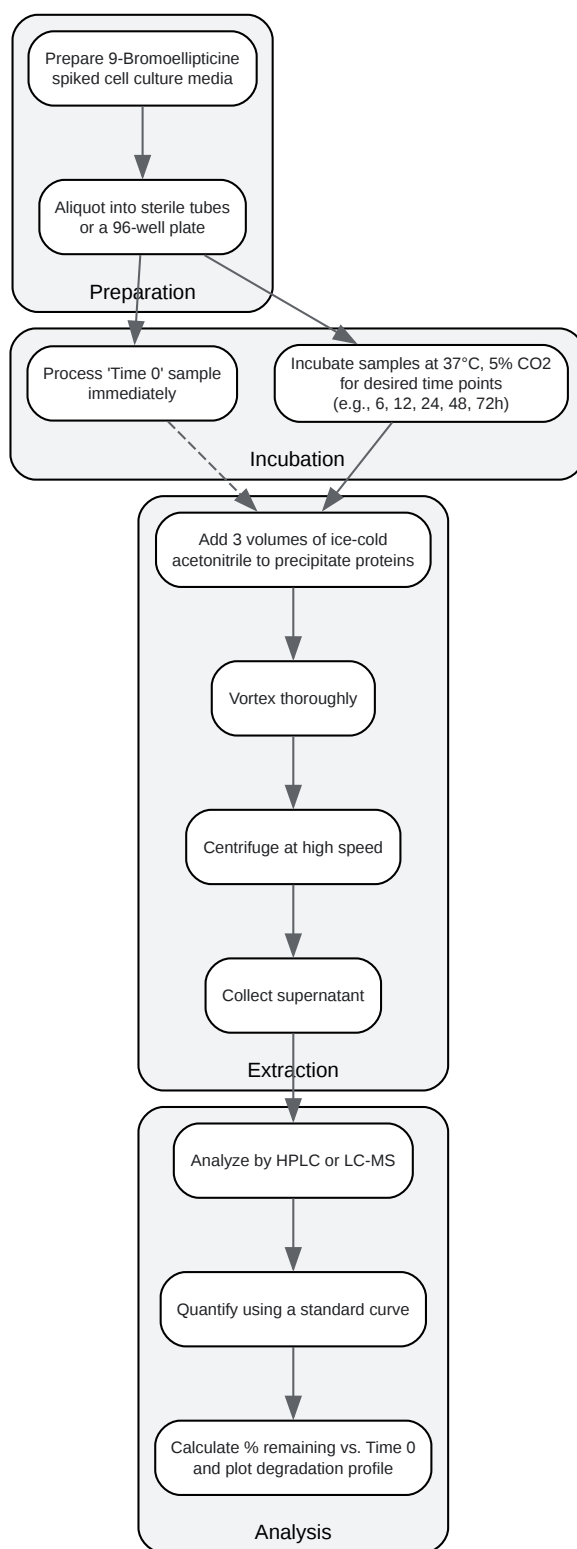 Prepare 9-Bromoellipticine
spiked cell culture media
Aliquot into sterile tubes
or a 96-well plate
Preparation
Process 'Time 0' sample
immediately
Incubate samples at 37°C, 5% CO2
for desired time points
(e.g., 6, 12, 24, 48, 72h)
Incubation
Add 3 volumes of ice-cold
acetonitrile to precipitate proteins
Vortex thoroughly
Centrifuge at high speed
Collect supernatant
Extraction
Analyze by HPLC or LC-MS
Quantify using a standard curve
Calculate % remaining vs. Time 0
and plot degradation profile
Analysis